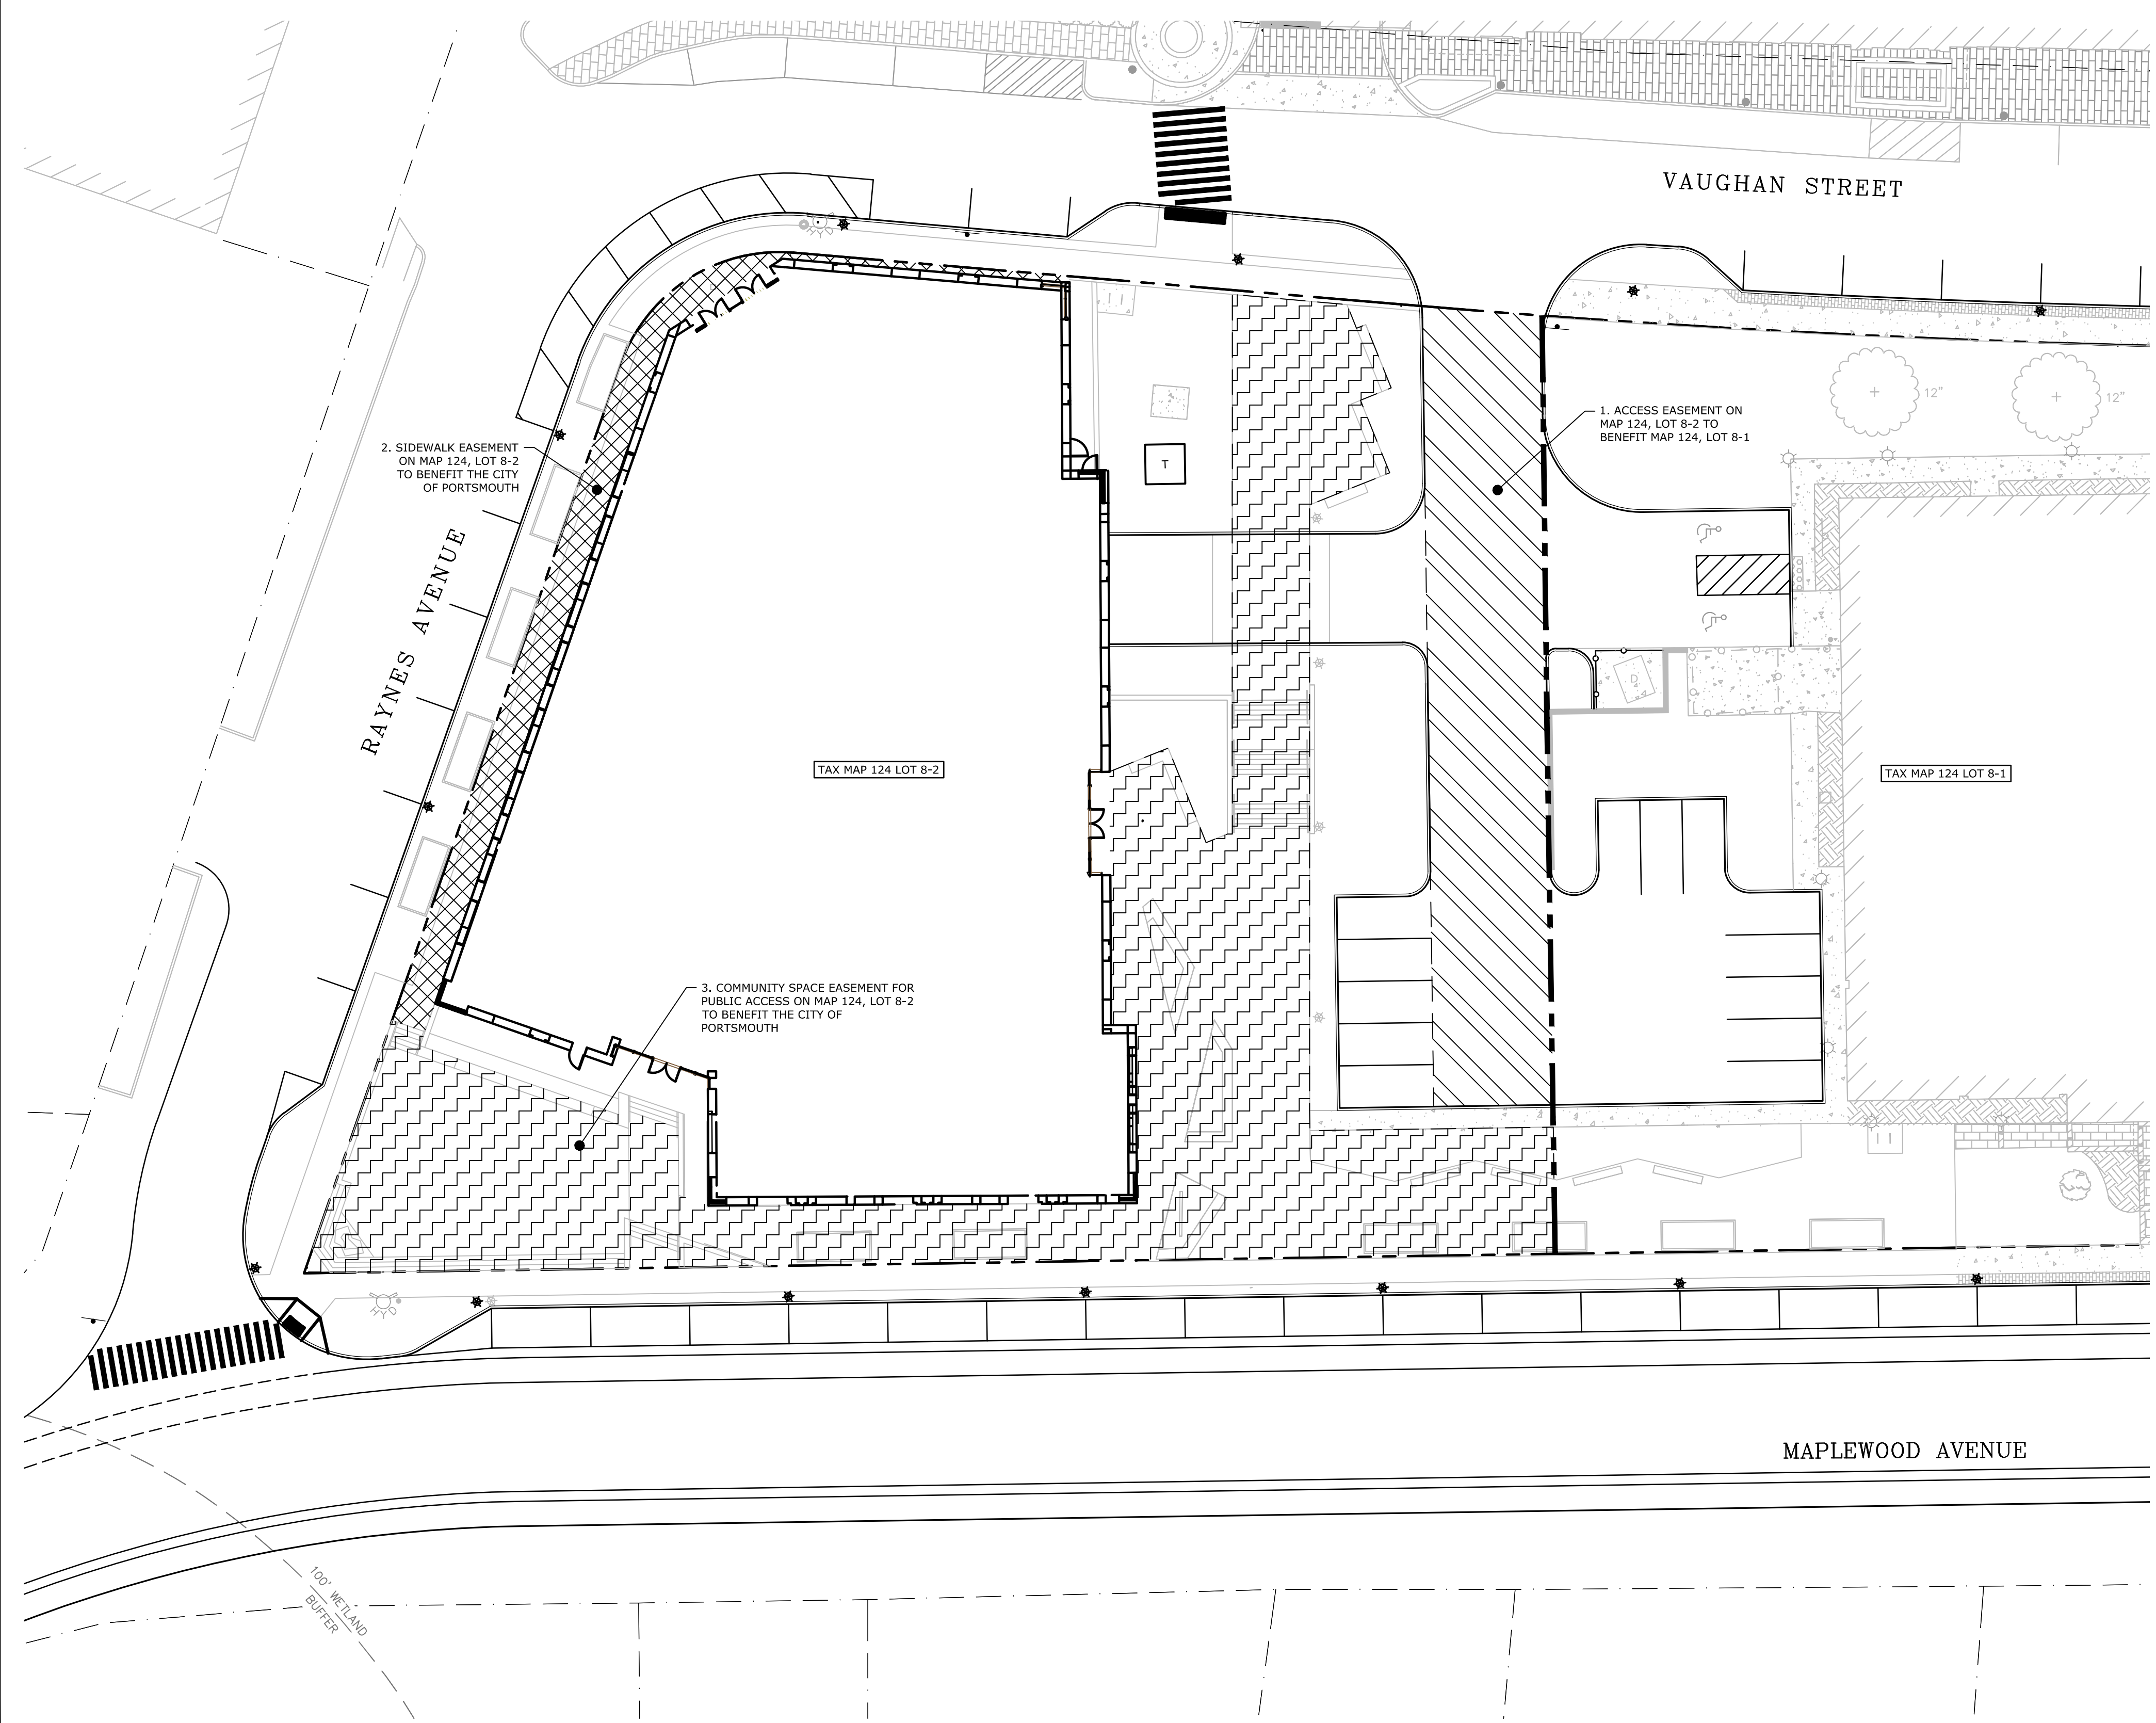 VAUGHAN STREET
HYD
12"
12"
1. ACCESS EASEMENT ON
MAP 124, LOT 8-2 TO
BENEFIT MAP 124, LOT 8-1
2. SIDEWALK EASEMENT
ON MAP 124, LOT 8-2
TO BENEFIT THE CITY
OF PORTSMOUTH
T
RAYNES AVENUE
D
TAX MAP 124 LOT 8-2
TAX MAP 124 LOT 8-1
3. COMMUNITY SPACE EASEMENT FOR
PUBLIC ACCESS ON MAP 124, LOT 8-2
TO BENEFIT THE CITY OF
PORTSMOUTH
HYD
MAPLEWOOD AVENUE
100' WETLAND
BUFFER